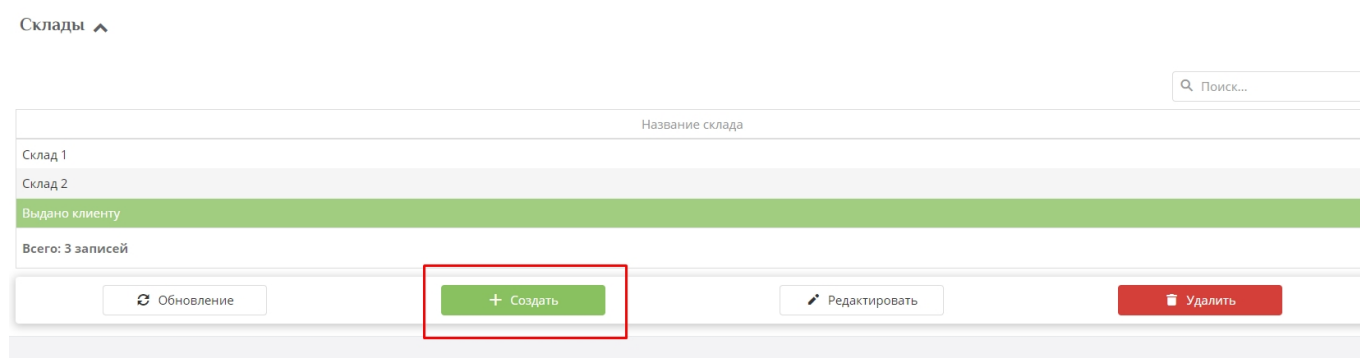 Склады
Поиск...
Название склада
Склад 1
Склад 2
Выдано клиенту
Всего: 3 записей
Обновление + Создать Редактировать Удалить